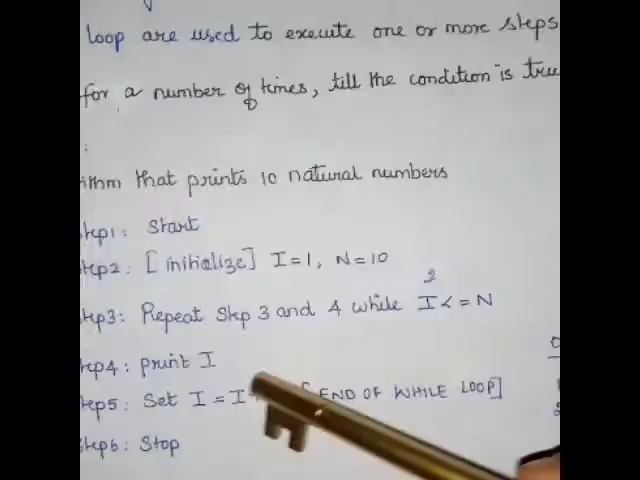 loop are used to execute one or more steps
for a number of times, till the condition is true
:
ithm that prints 10 natural numbers
step1: Start
step2: [initialize] I=1, N=10
2
step3: Repeat step 3 and 4 while I<=N
step4: print I
step5: Set I=I [END OF WHILE LOOP]
step6: Stop